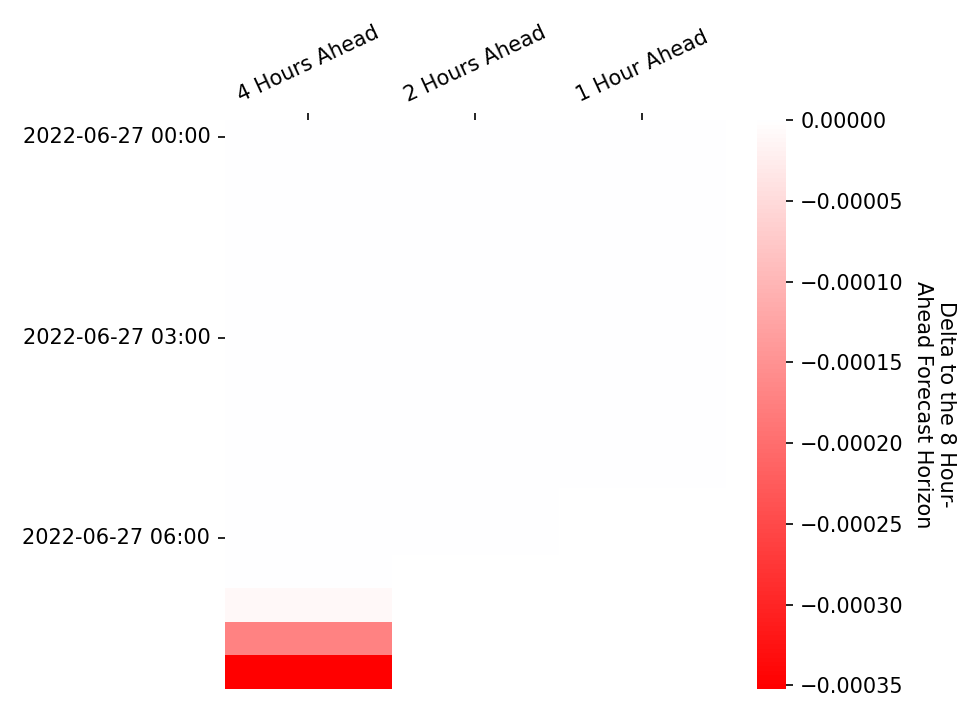 4 Hours Ahead
2 Hours Ahead
1 Hour Ahead
2022-06-27 00:00
2022-06-27 03:00
2022-06-27 06:00
0.00000
−0.00005
−0.00010
−0.00015
−0.00020
−0.00025
−0.00030
−0.00035
Delta to the 8 Hour-
Ahead Forecast Horizon